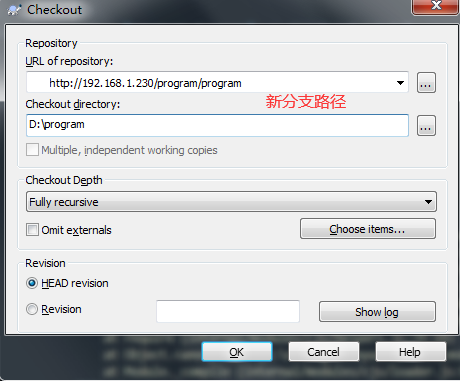 Checkout
Repository
URL of repository:
http://192.168.1.230/program/program
...
Checkout directory:
新分支路径
D:\program
...
Multiple, independent working copies
Checkout Depth
Fully recursive
Omit externals
Choose items...
Revision
HEAD revision
Revision
Show log
OK
Cancel
Help